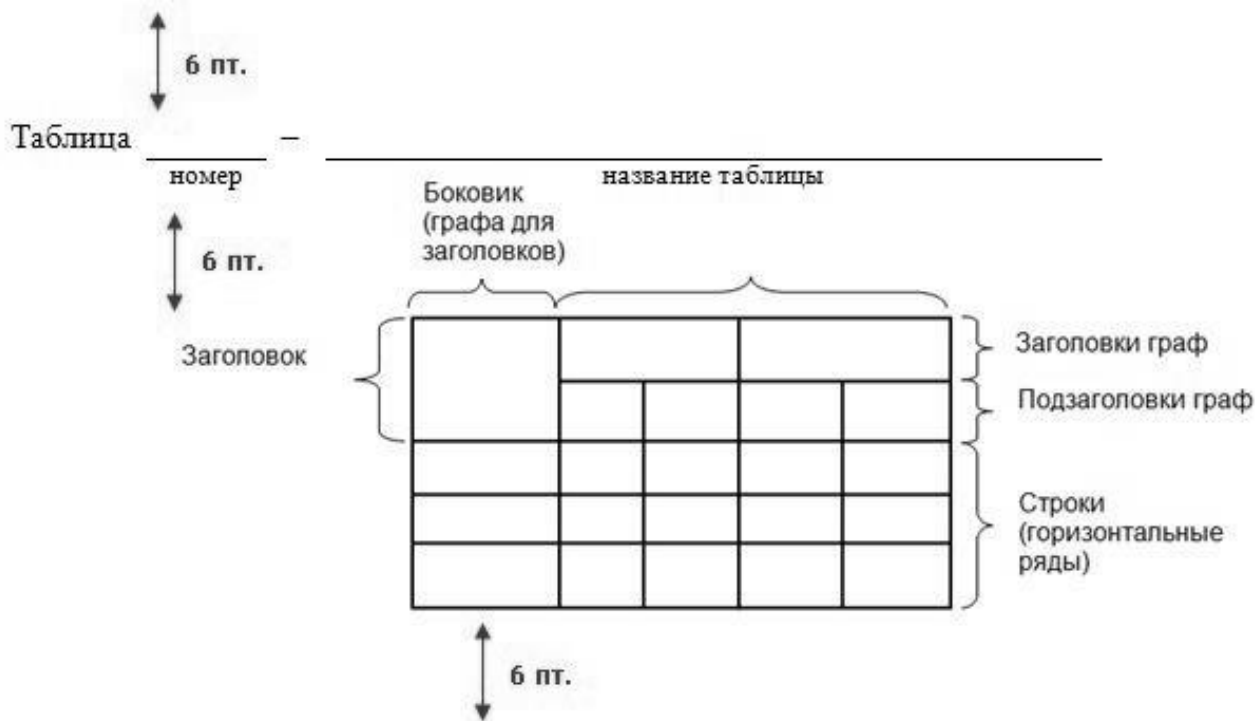 6 пт.
Таблица –
номер
название таблицы
6 пт.
Боковик
(графа для
заголовков)
Заголовок
Заголовки граф
Подзаголовки граф
Строки
(горизонтальные
ряды)
6 пт.